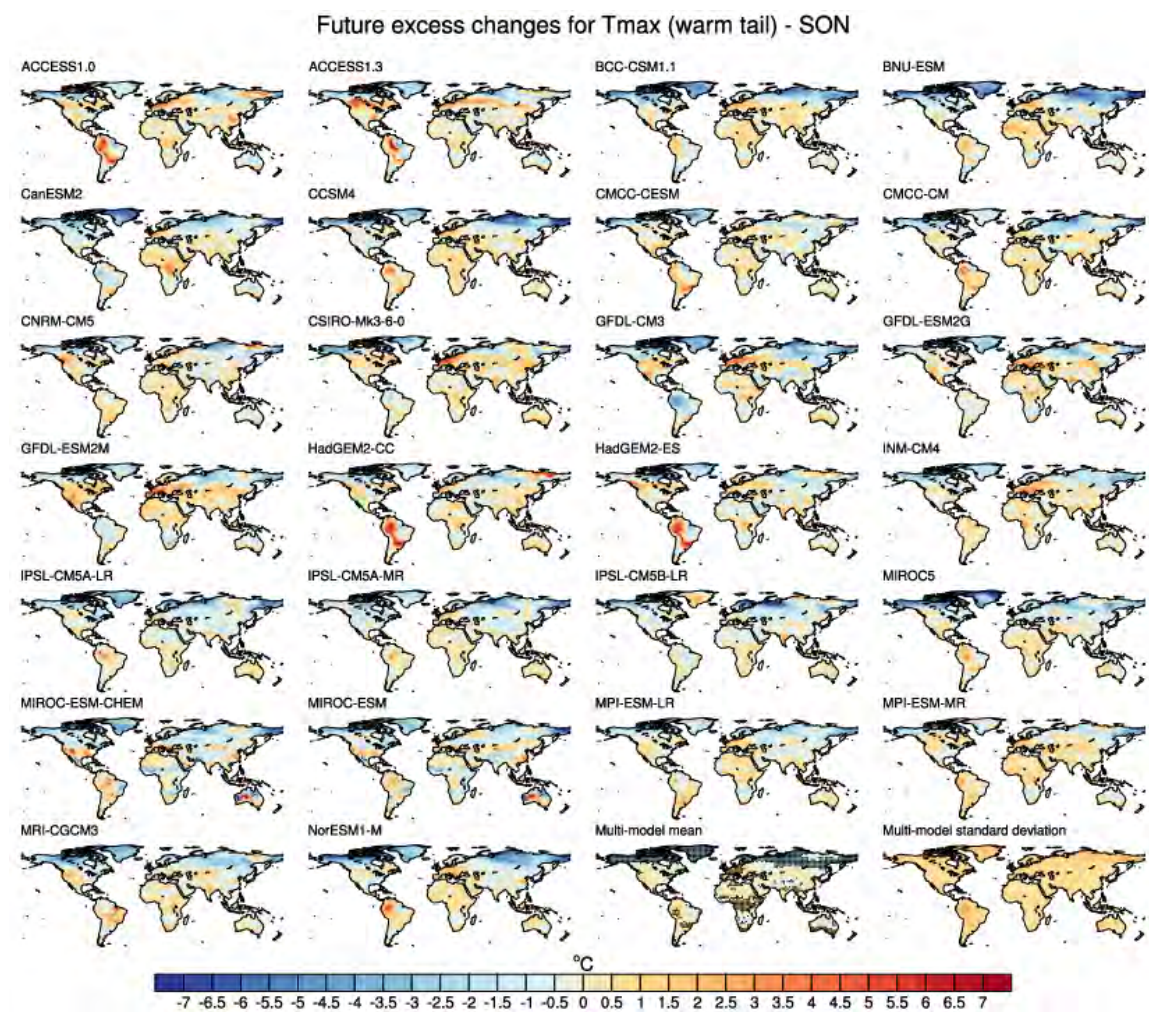 Future excess changes for Tmax (warm tail) - SON
ACCESS1.0 ACCESS1.3 BCC-CSM1.1 BNU-ESM
CanESM2 CCSM4 CMCC-CESM CMCC-CM
CNRM-CM5 CSIRO-Mk3-6-0 GFDL-CM3 GFDL-ESM2G
GFDL-ESM2M HadGEM2-CC HadGEM2-ES INM-CM4
IPSL-CM5A-LR IPSL-CM5A-MR IPSL-CM5B-LR MIROC5
MIROC-ESM-CHEM MIROC-ESM MPI-ESM-LR MPI-ESM-MR
MRI-CGCM3 NorESM1-M Multi-model mean Multi-model standard deviation
°C
-7 -6.5 -5.5 -5 -4.5 -4 -3.5 -3 -2.5 -2 -1.5 -1 -0.5 0 0.5 1 1.5 2 2.5 3 3.5 4 4.5 5 5.5 6 6.5 7